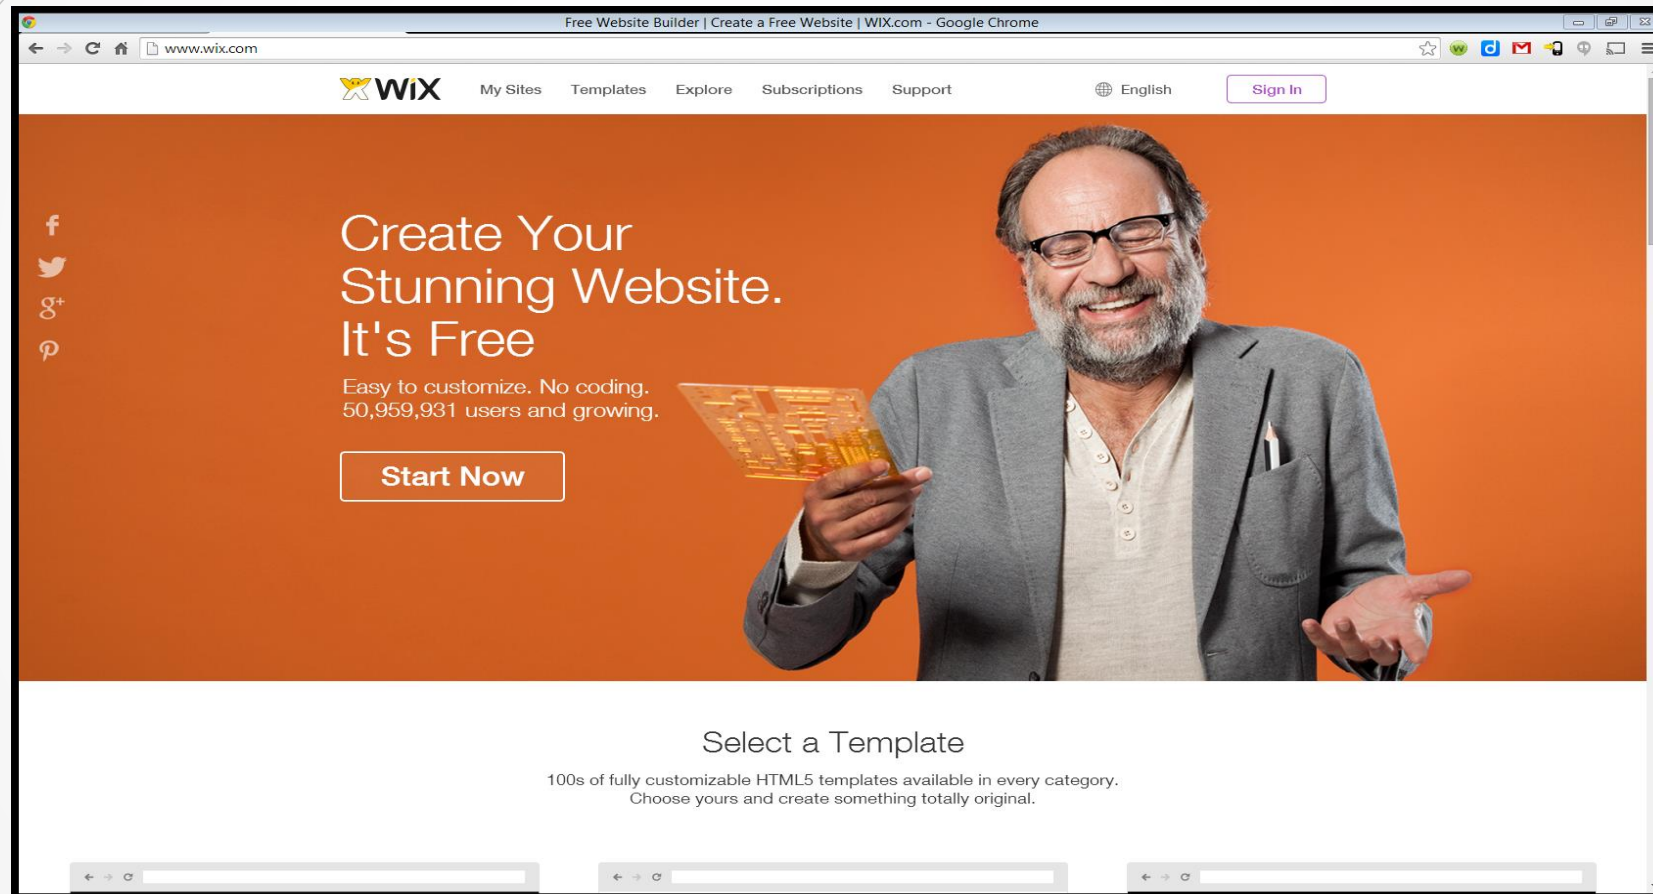 Free Website Builder | Create a Free Website | WIX.com - Google Chrome
www.wix.com
WiX
My Sites
Templates
Explore
Subscriptions
Support
English
Sign In
Create Your
Stunning Website.
It's Free
Easy to customize. No coding.
50,959,931 users and growing.
Start Now
Select a Template
100s of fully customizable HTML5 templates available in every category.
Choose yours and create something totally original.